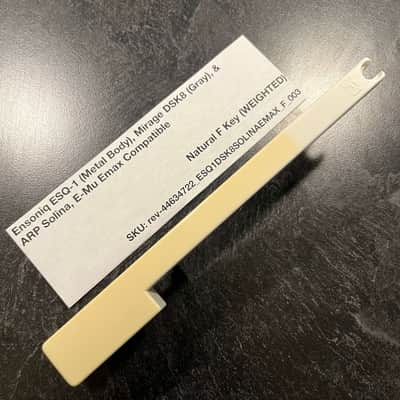 Ensoniq ESQ-1 (Metal Body), Mirage DSK8 (Gray), &
ARP Solina, E-Mu Emax Compatible
Natural F Key (WEIGHTED)
SKU: rev-44634722_ESQ1DSK8SOLINAEMAX_F_003